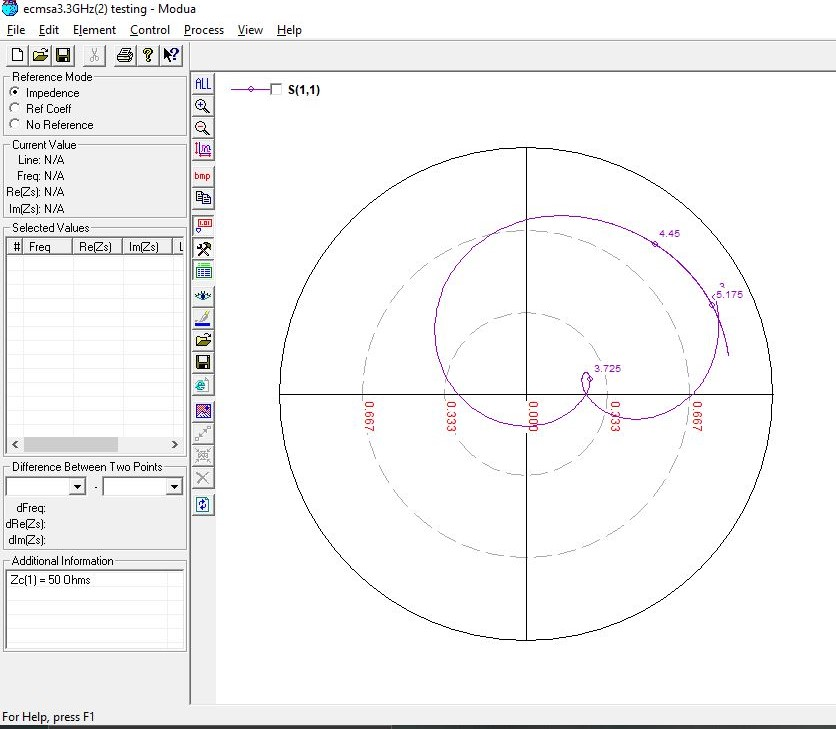 ecmsa3.3GHz(2) testing - Modua
File Edit Element Control Process View Help
Reference Mode
Impedence
Ref Coeff
No Reference
Current Value
Line: N/A
Freq: N/A
Re(Zs): N/A
Im(Zs): N/A
Selected Values
# Freq Re(Zs) Im(Zs) L
Difference Between Two Points
-
dFreq:
dRe(Zs):
dIm(Zs):
Additional Information
Zc(1) = 50 Ohms
For Help, press F1
ALL
bmp
1.01
S(1,1)
4.45
3
5.175
3.725
0.667
0.333
0.000
0.333
0.667